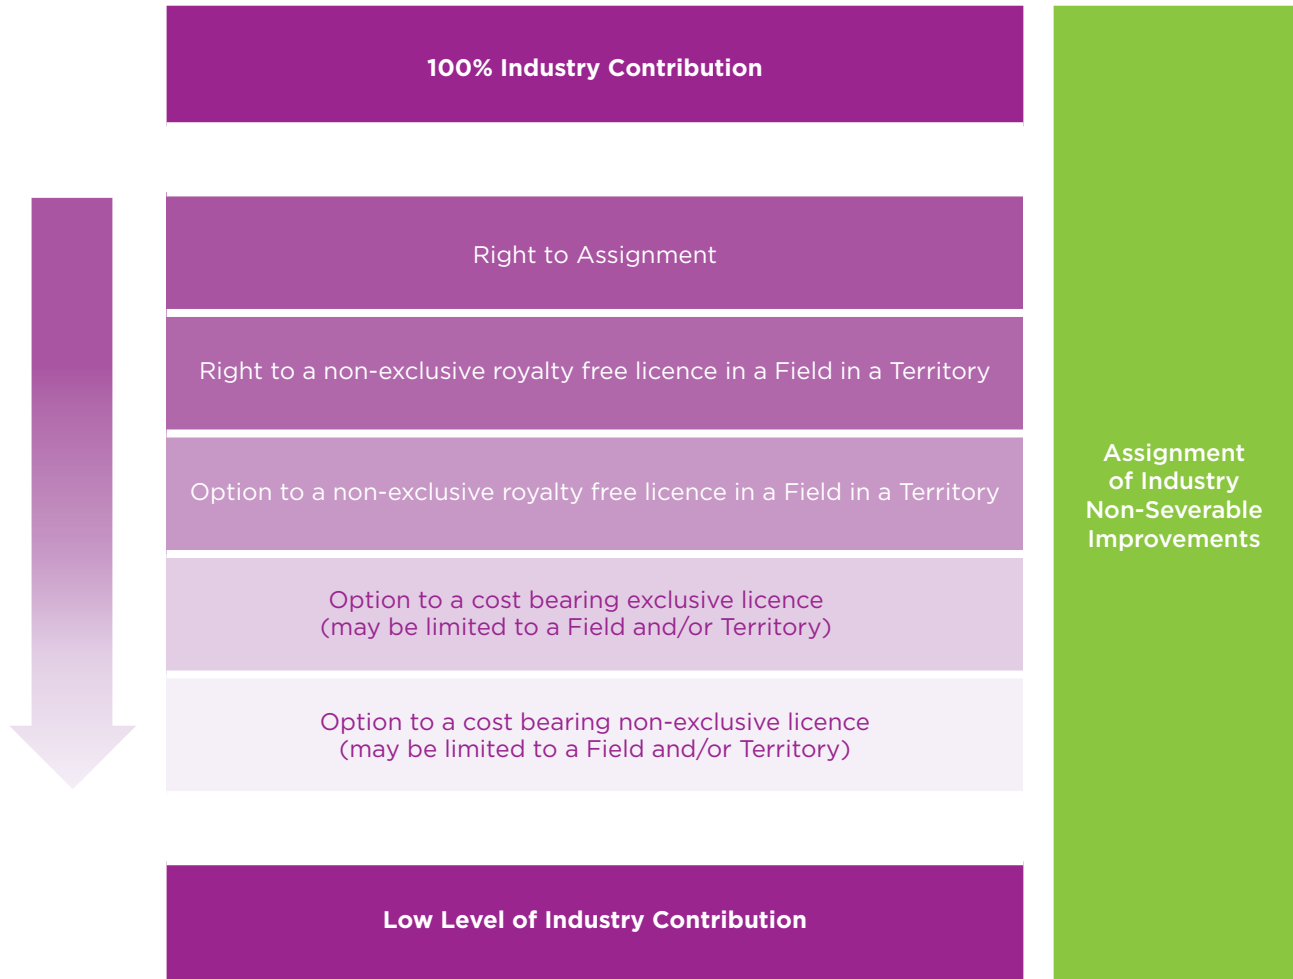 100% Industry Contribution
Right to Assignment
Right to a non-exclusive royalty free licence in a Field in a Territory
Option to a non-exclusive royalty free licence in a Field in a Territory
Option to a cost bearing exclusive licence
(may be limited to a Field and/or Territory)
Option to a cost bearing non-exclusive licence
(may be limited to a Field and/or Territory)
Low Level of Industry Contribution
Assignment
of Industry
Non-Severable
Improvements